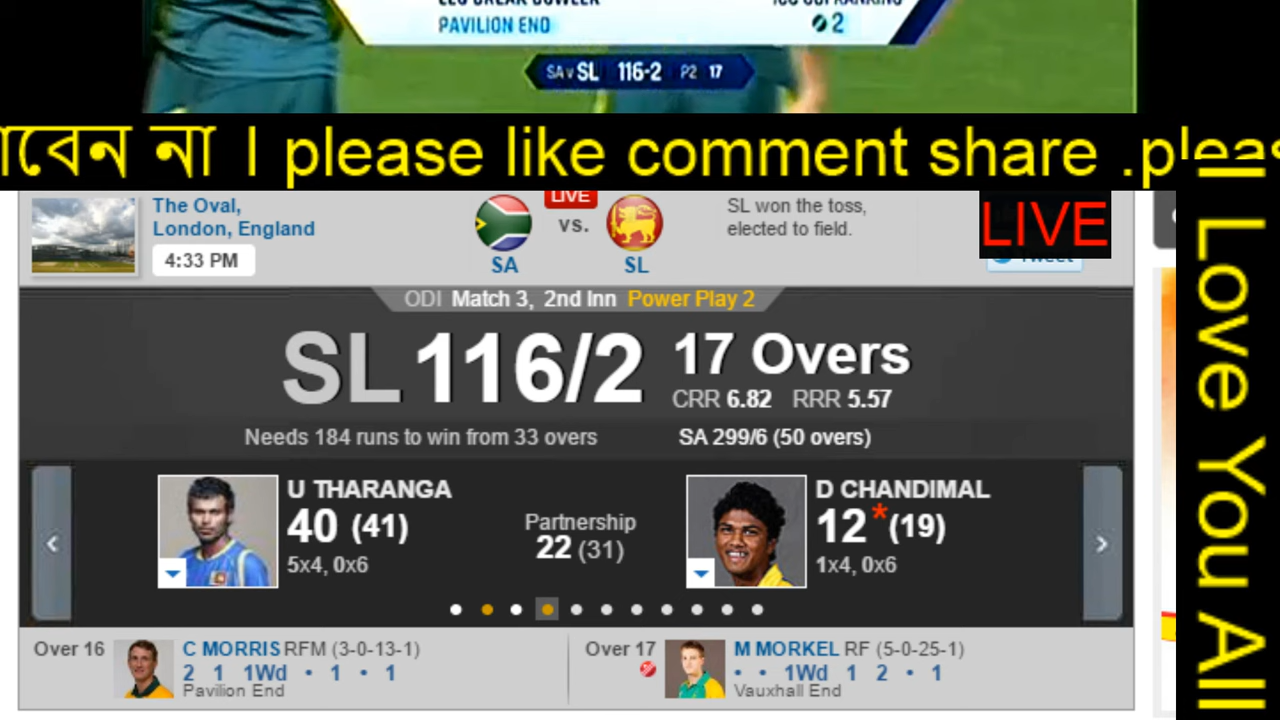 PAVILION END
2
SA v SL 116-2 P2 17
বেন না l please like comment share .pleas
The Oval,
London, England
4:33 PM
LIVE
vs.
SA
SL
SL won the toss,
elected to field.
LIVE
Tweet
ODI Match 3, 2nd Inn Power Play 2
SL 116/2
17 Overs
CRR 6.82 RRR 5.57
Needs 184 runs to win from 33 overs
SA 299/6 (50 overs)
U THARANGA
40 (41)
5x4, 0x6
Partnership
22 (31)
D CHANDIMAL
12*(19)
1x4, 0x6
Over 16
C MORRIS RFM (3-0-13-1)
2 1 1Wd • 1 • 1
Pavilion End
Over 17
M MORKEL RF (5-0-25-1)
• • 1Wd 1 2 • 1
Vauxhall End
I Love You All